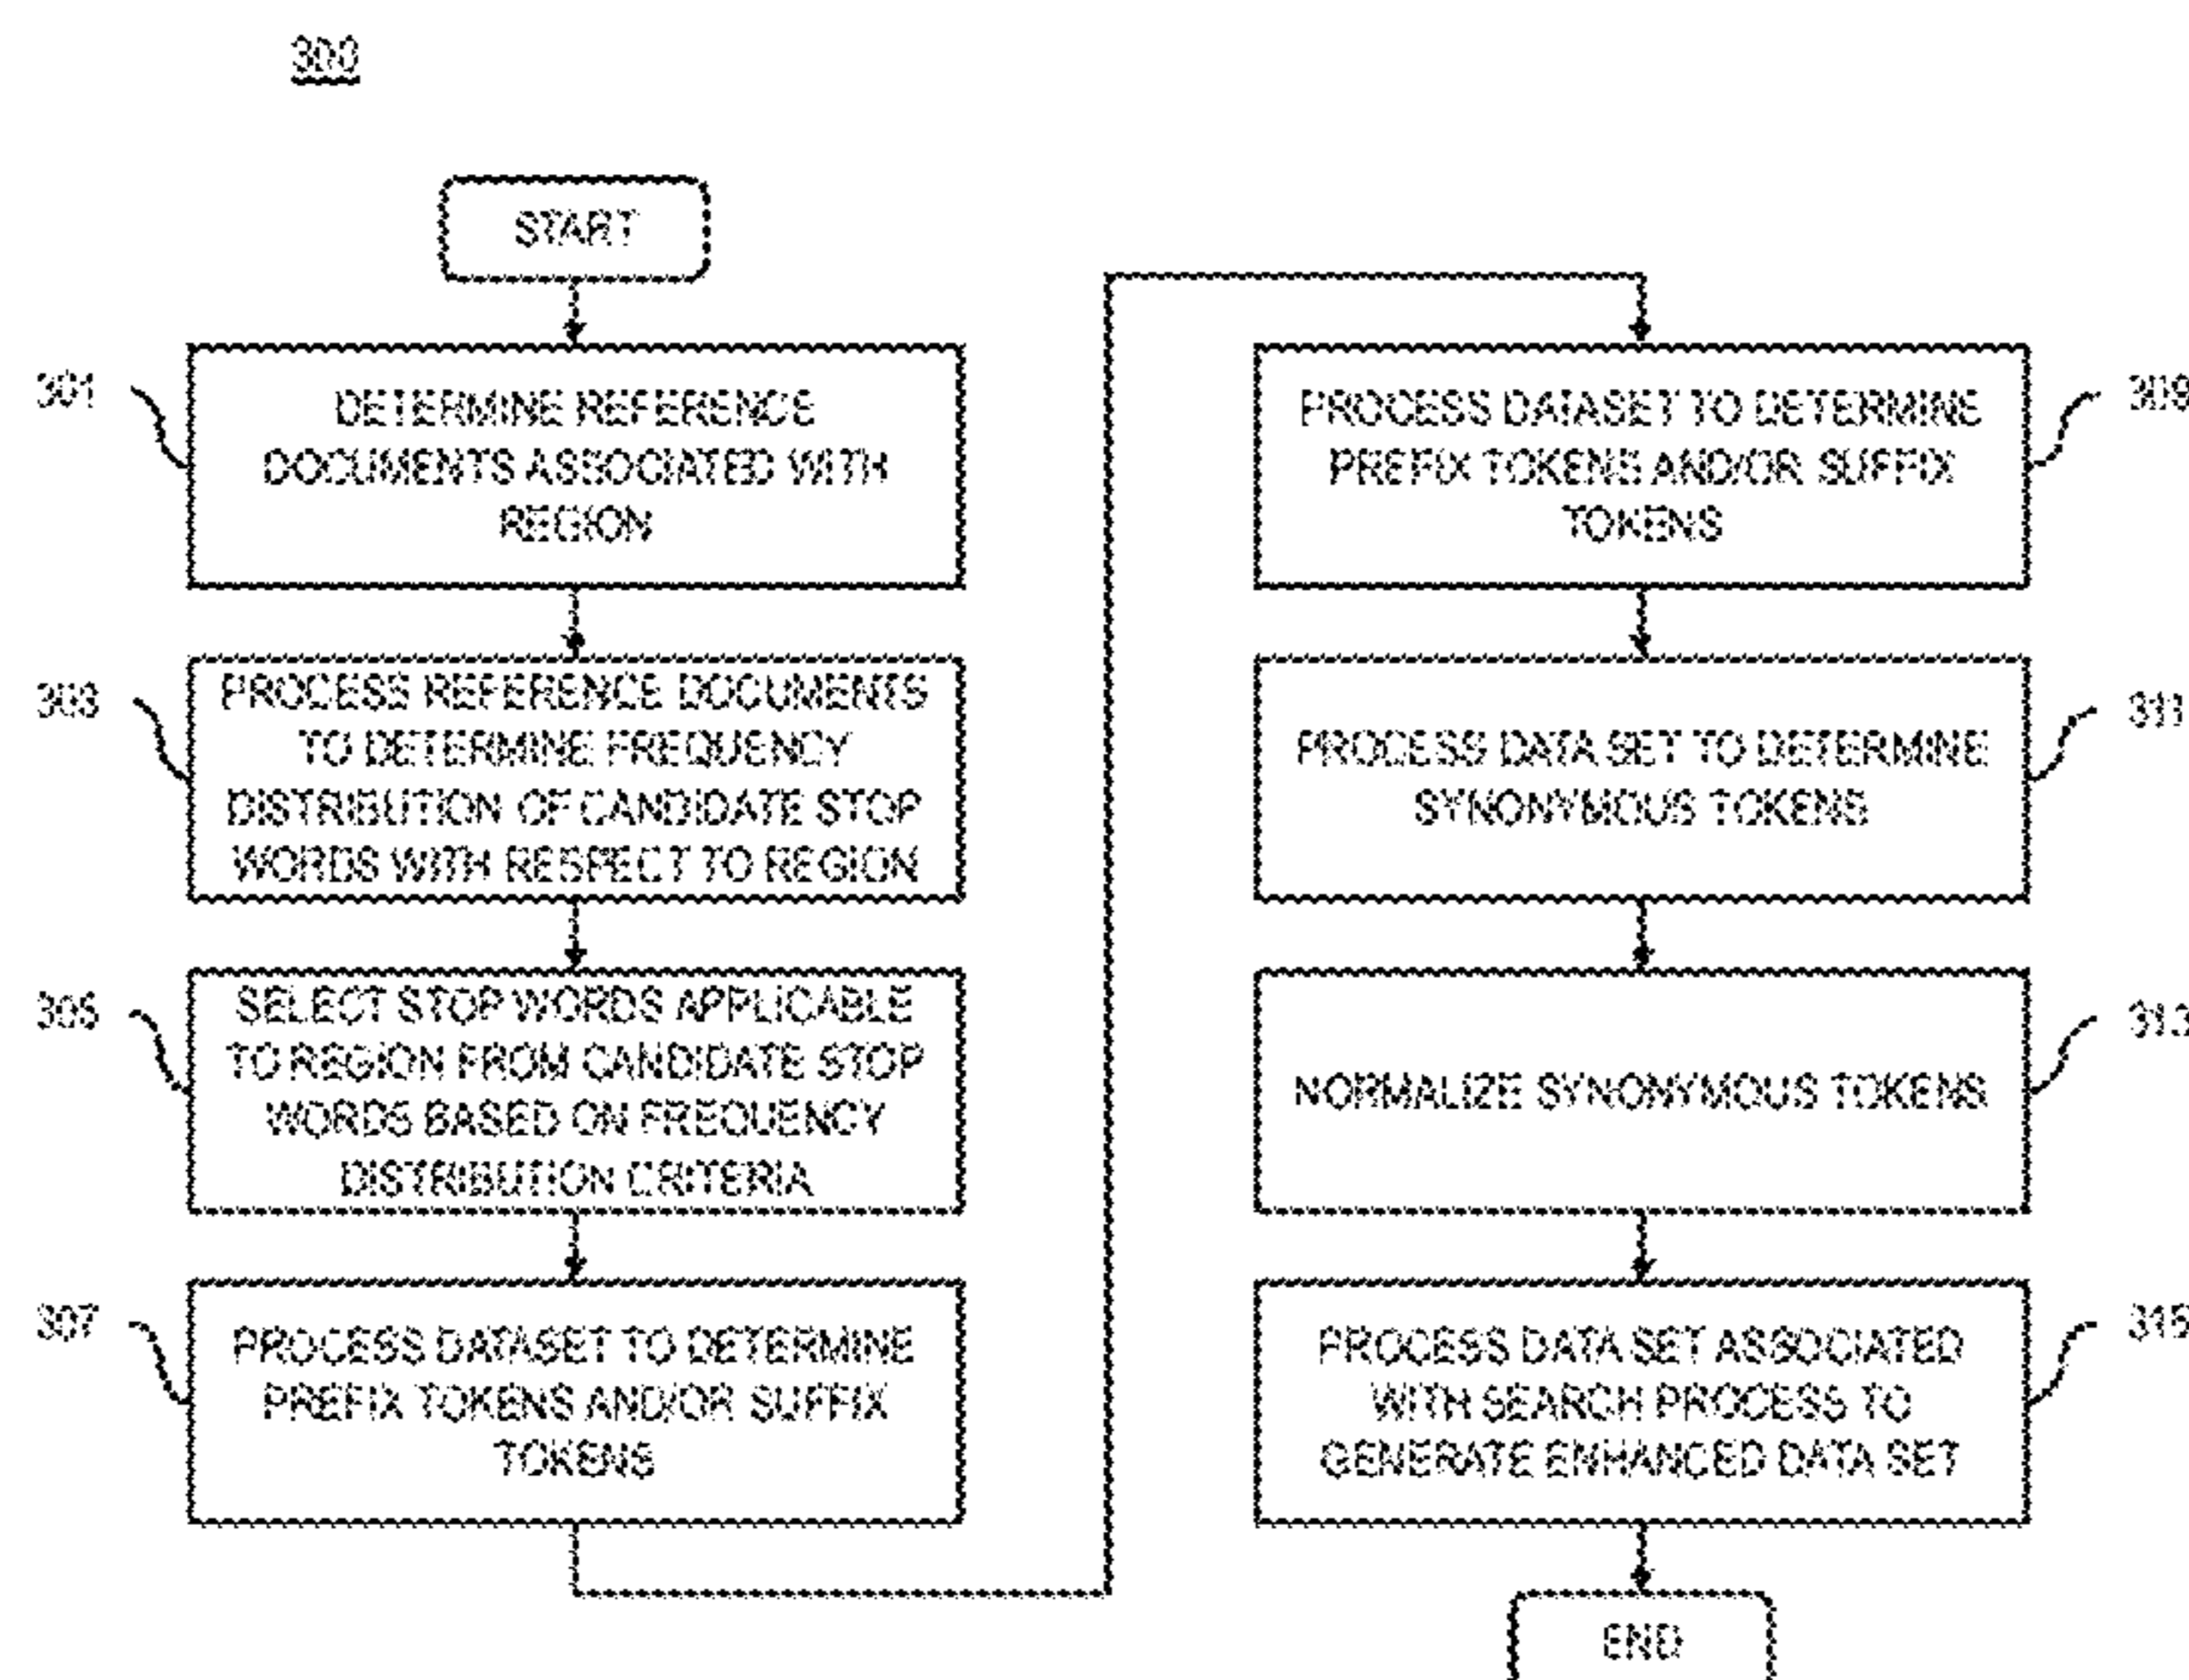 300
START
301
DETERMINE REFERENCE
DOCUMENTS ASSOCIATED WITH
REGION
303
PROCESS REFERENCE DOCUMENTS
TO DETERMINE FREQUENCY
DISTRIBUTION OF CANDIDATE STOP
WORDS WITH RESPECT TO REGION
305
SELECT STOP WORDS APPLICABLE
TO REGION FROM CANDIDATE STOP
WORDS BASED ON FREQUENCY
DISTRIBUTION CRITERIA
307
PROCESS DATASET TO DETERMINE
PREFIX TOKENS AND/OR SUFFIX
TOKENS
PROCESS DATASET TO DETERMINE
PREFIX TOKENS AND/OR SUFFIX
TOKENS
309
PROCESS DATA SET TO DETERMINE
SYNONYMOUS TOKENS
311
NORMALIZE SYNONYMOUS TOKENS
313
PROCESS DATA SET ASSOCIATED
WITH SEARCH PROCESS TO
GENERATE ENHANCED DATA SET
315
END